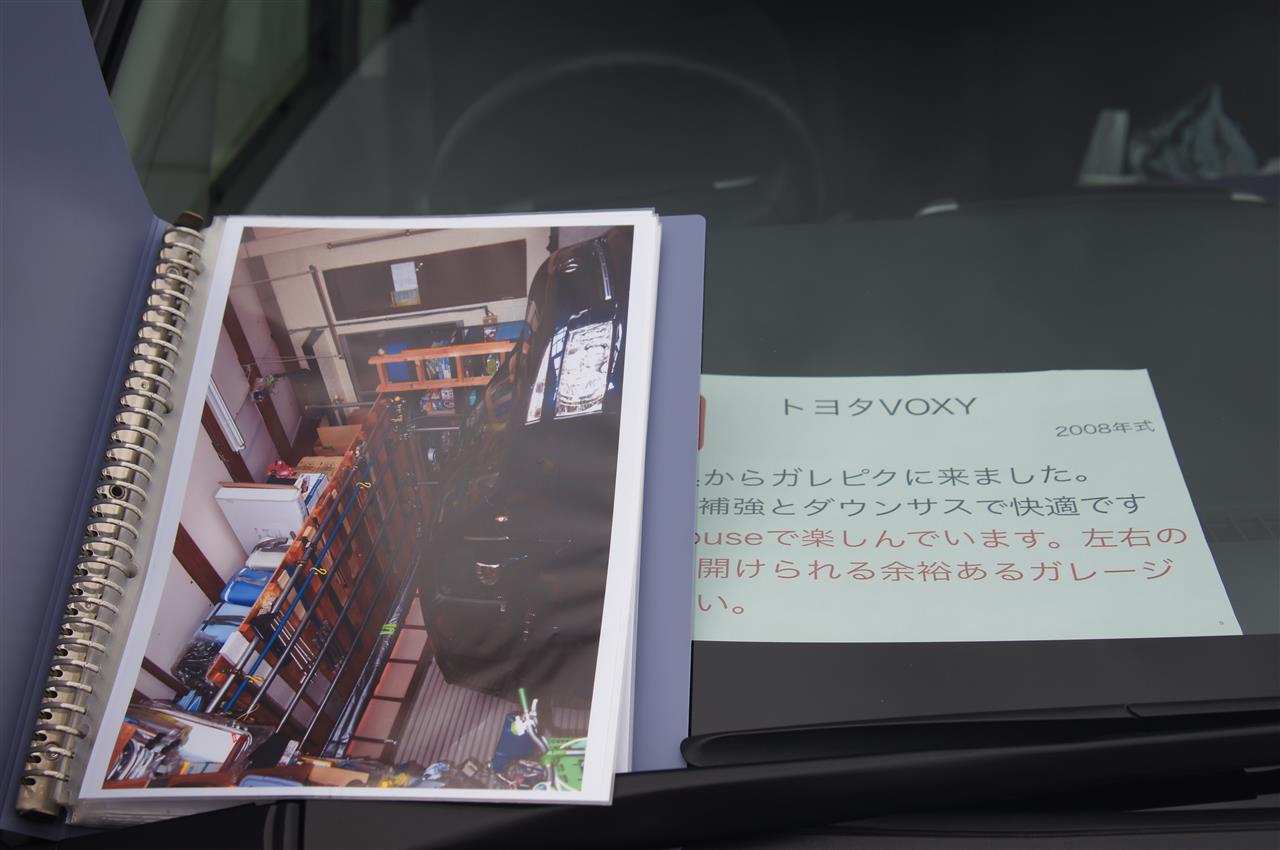 トヨタVOXY
2008年式
からガレピクに来ました。
補強とダウンサスで快適です
ouseで楽しんでいます。左右の
開けられる余裕あるガレージ
い。